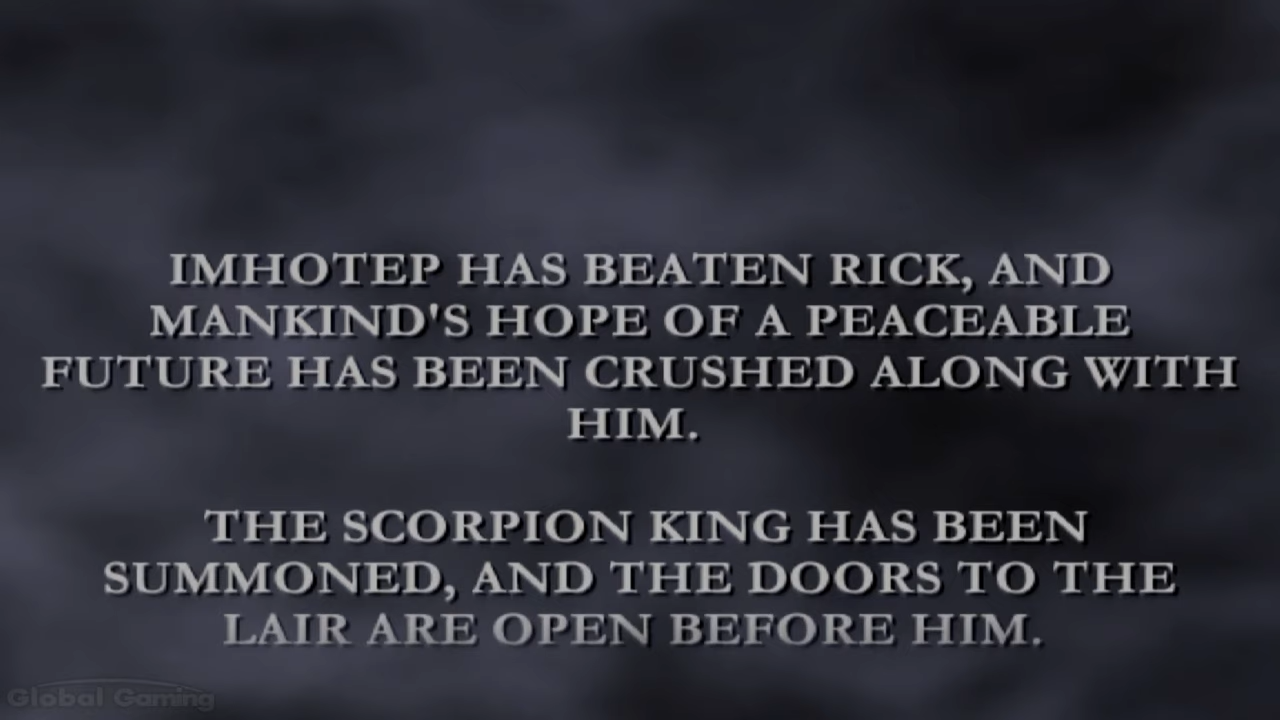 IMHOTEP HAS BEATEN RICK, AND
MANKIND'S HOPE OF A PEACEABLE
FUTURE HAS BEEN CRUSHED ALONG WITH
HIM.
THE SCORPION KING HAS BEEN
SUMMONED, AND THE DOORS TO THE
LAIR ARE OPEN BEFORE HIM.
Global Gaming